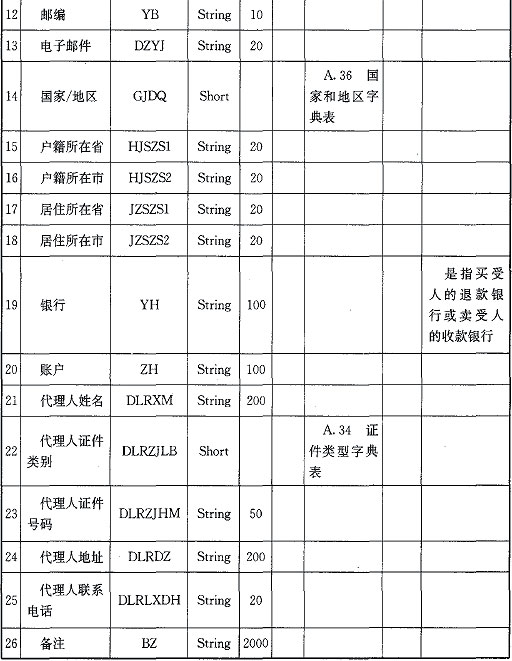 12 邮编 YB String 10
13 电子邮件 DZYJ String 20
14 国家/地区 GJDQ Short A.36 国
家和地区字
典表
15 户籍所在省 HJSZS1 String 20
16 户籍所在市 HJSZS2 String 20
17 居住所在省 JZSZS1 String 20
18 居住所在市 JZSZS2 String 20
19 银行 YH String 100 是指买受
人的退款银
行或卖受人
的收款银行
20 账户 ZH String 100
21 代理人姓名 DLRXM String 200
22 代理人证件
类别 DLRZJLB Short A.34 证
件类型字典
表
23 代理人证件
号码 DLRZJHM String 50
24 代理人地址 DLRDZ String 200
25 代理人联系
电话 DLRLXDH String 20
26 备注 BZ String 2000